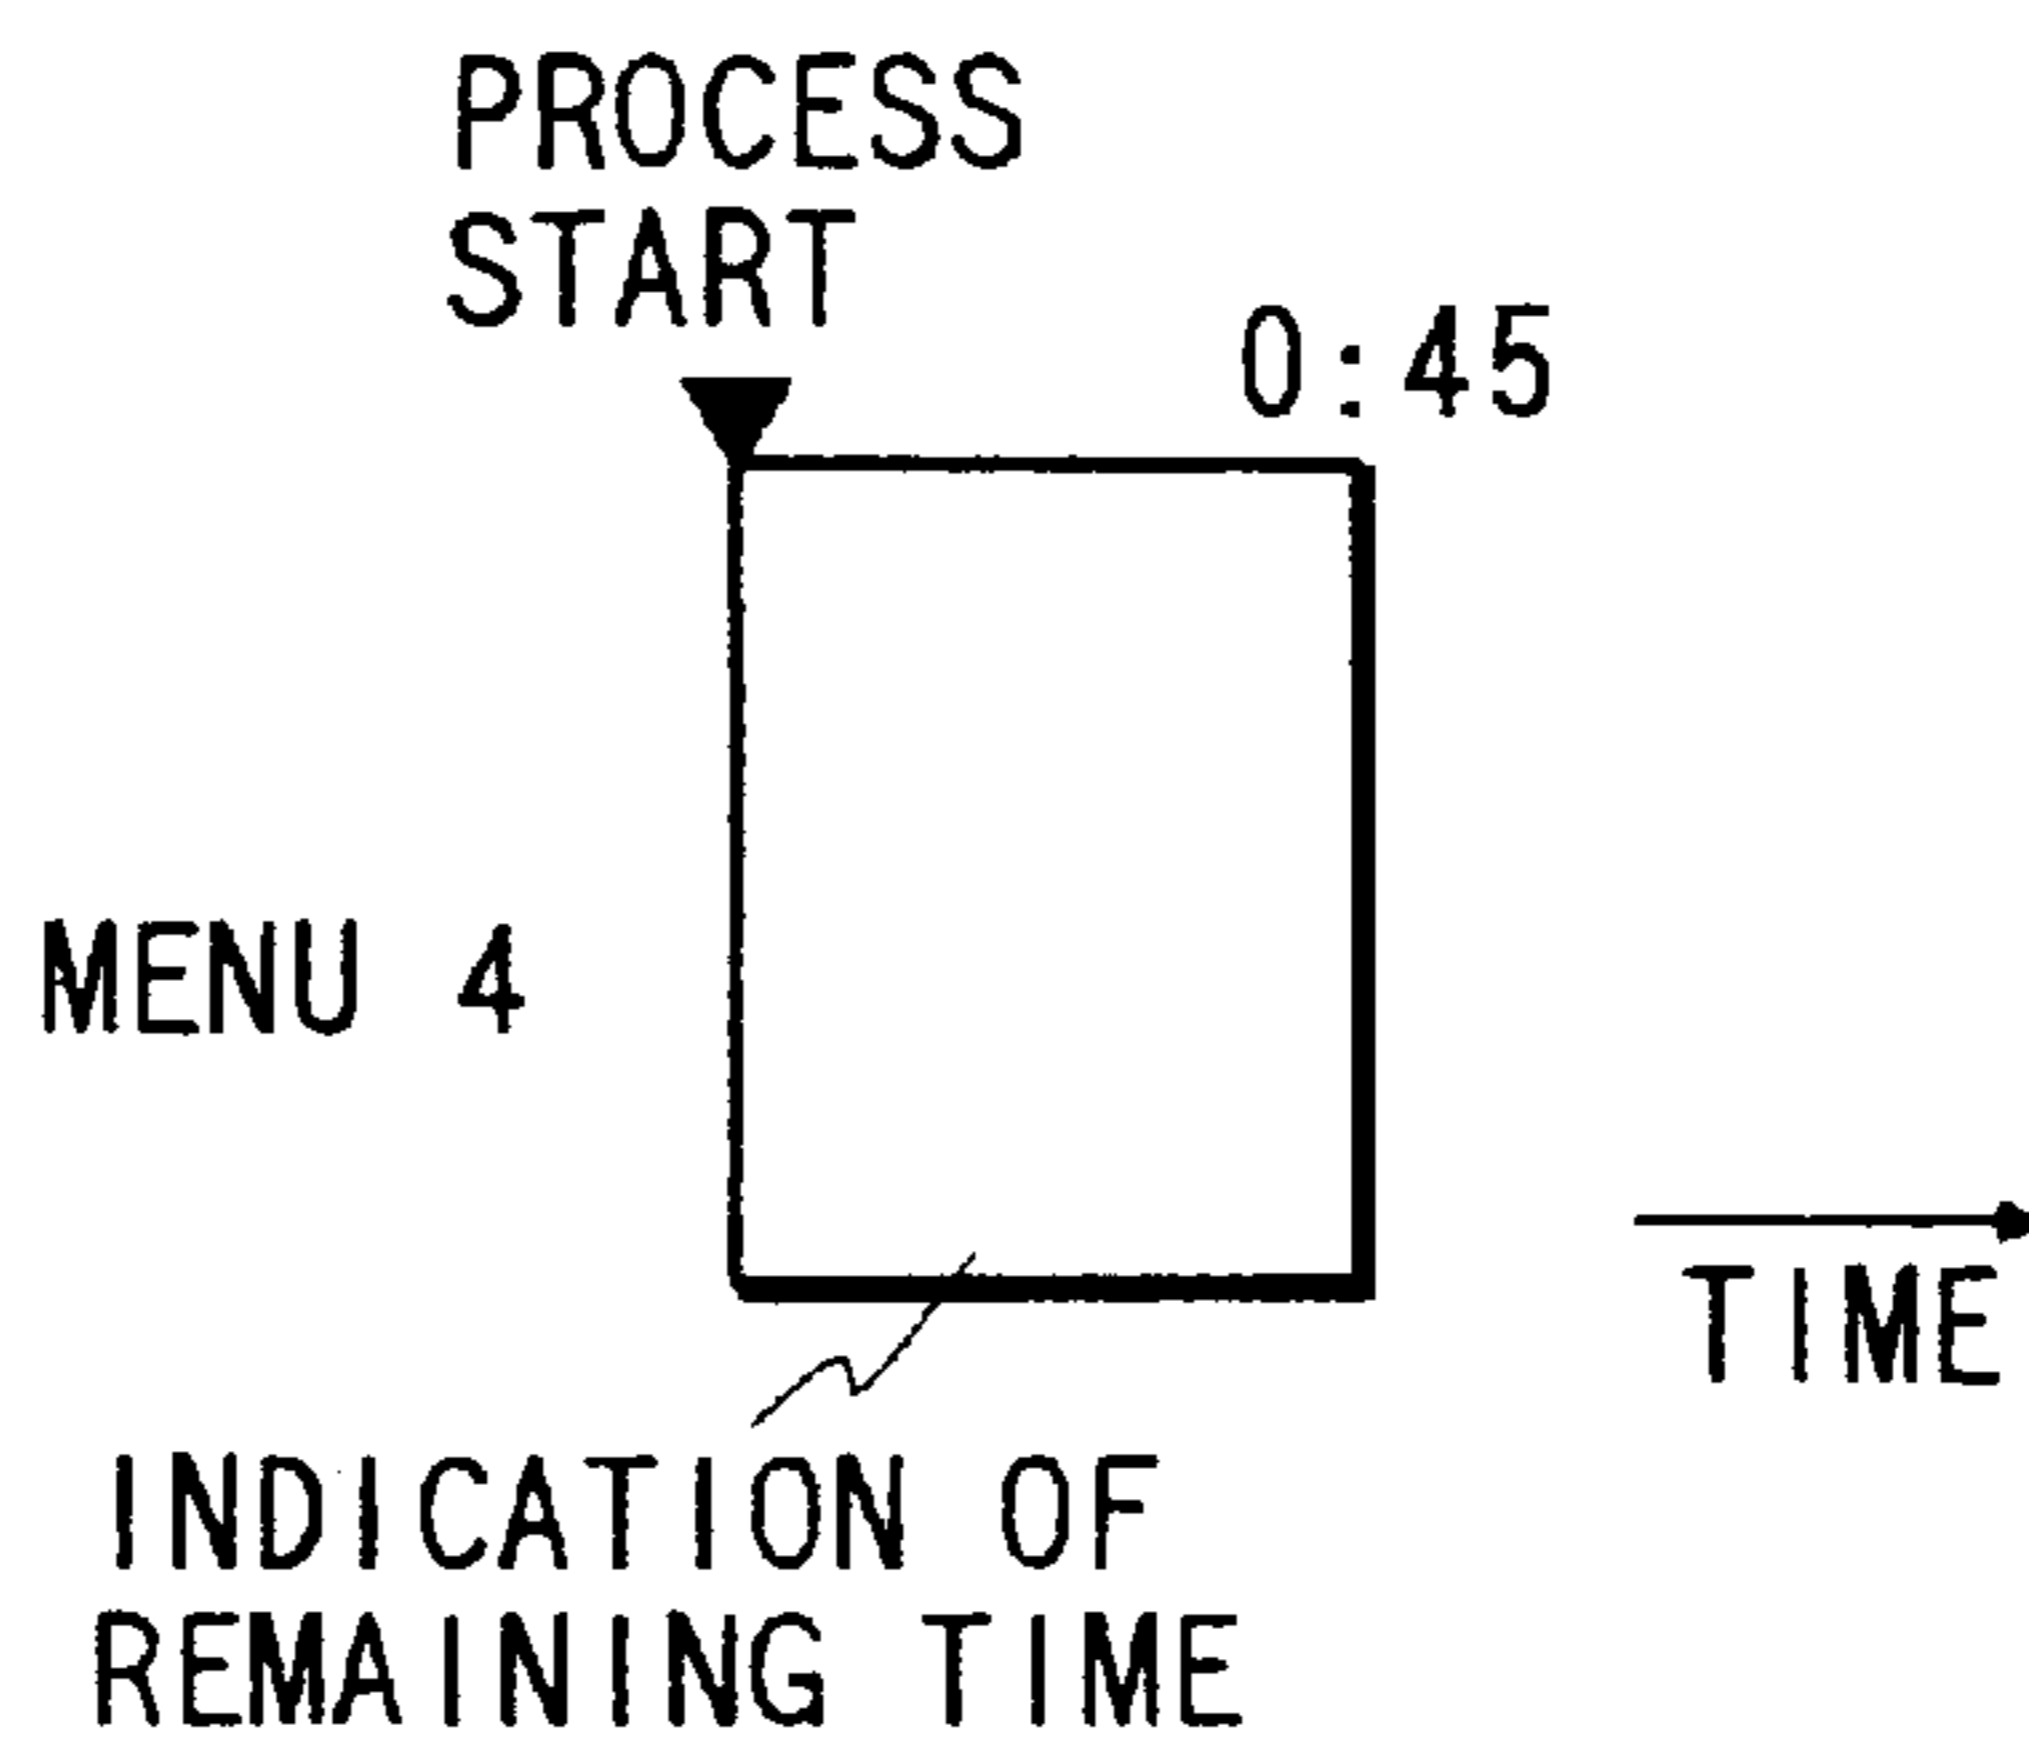 PROCESS
START
0:45
MENU 4
TIME
INDICATION OF
REMAINING TIME